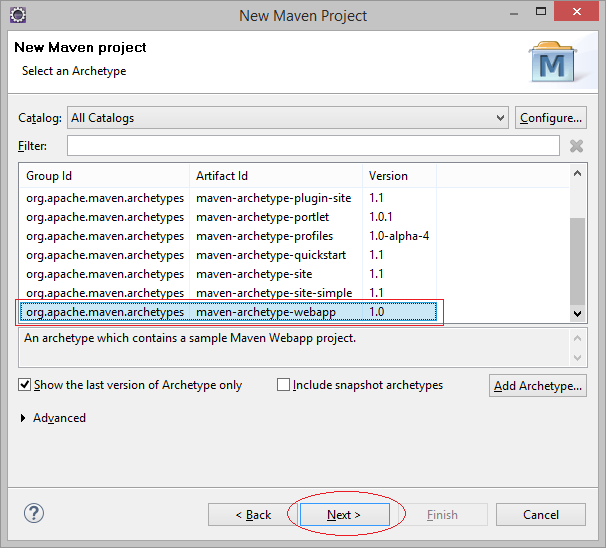 New Maven Project
New Maven project
Select an Archetype
M
Catalog: All Catalogs Configure...
Filter:
Group Id Artifact Id Version
org.apache.maven.archetypes maven-archetype-plugin-site 1.1
org.apache.maven.archetypes maven-archetype-portlet 1.0.1
org.apache.maven.archetypes maven-archetype-profiles 1.0-alpha-4
org.apache.maven.archetypes maven-archetype-quickstart 1.1
org.apache.maven.archetypes maven-archetype-site 1.1
org.apache.maven.archetypes maven-archetype-site-simple 1.1
org.apache.maven.archetypes maven-archetype-webapp 1.0
An archetype which contains a sample Maven Webapp project.
Show the last version of Archetype only Include snapshot archetypes Add Archetype...
Advanced
? < Back Next > Finish Cancel